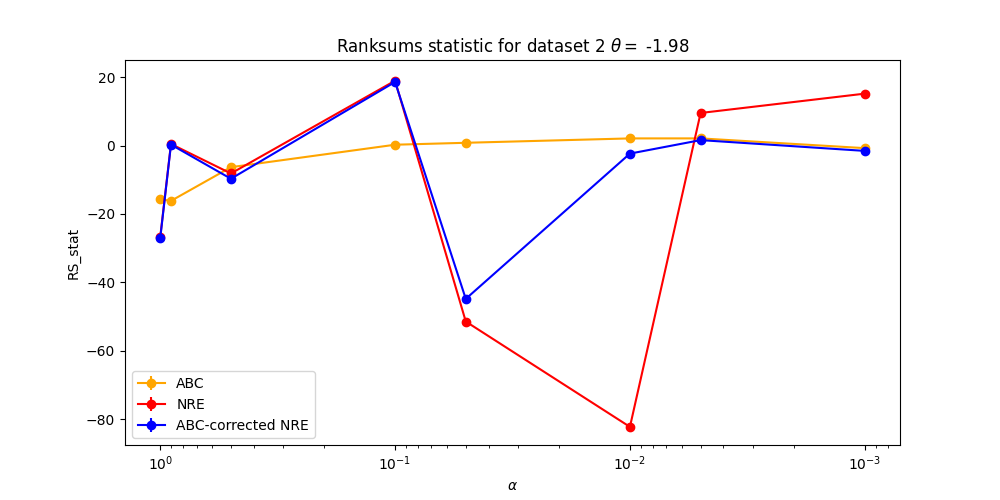 Ranksums statistic for dataset 2 θ = -1.98
RS_stat
20
0
−20
−40
−60
−80
ABC
NRE
ABC-corrected NRE
10⁰
10⁻¹
10⁻²
10⁻³
α